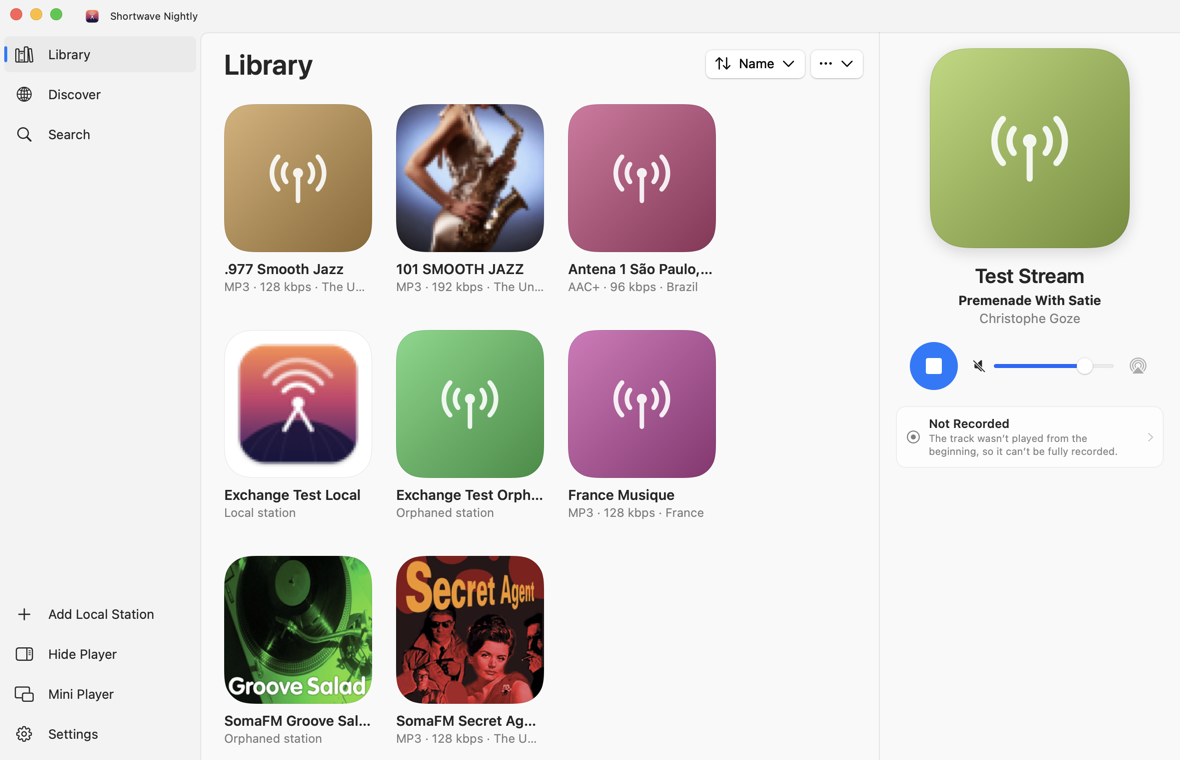 Shortwave Nightly
Library
Discover
Search
Add Local Station
Hide Player
Mini Player
Settings
Library
Name
.977 Smooth Jazz
MP3 · 128 kbps · The U...
101 SMOOTH JAZZ
MP3 · 192 kbps · The Un...
Antena 1 São Paulo,...
AAC+ · 96 kbps · Brazil
Exchange Test Local
Local station
Exchange Test Orph...
Orphaned station
France Musique
MP3 · 128 kbps · France
Groove Salad
SomaFM Groove Sal...
Orphaned station
Secret Agent
SomaFM Secret Ag...
MP3 · 128 kbps · The U...
Test Stream
Premenade With Satie
Christophe Goze
Not Recorded
The track wasn't played from the
beginning, so it can't be fully recorded.